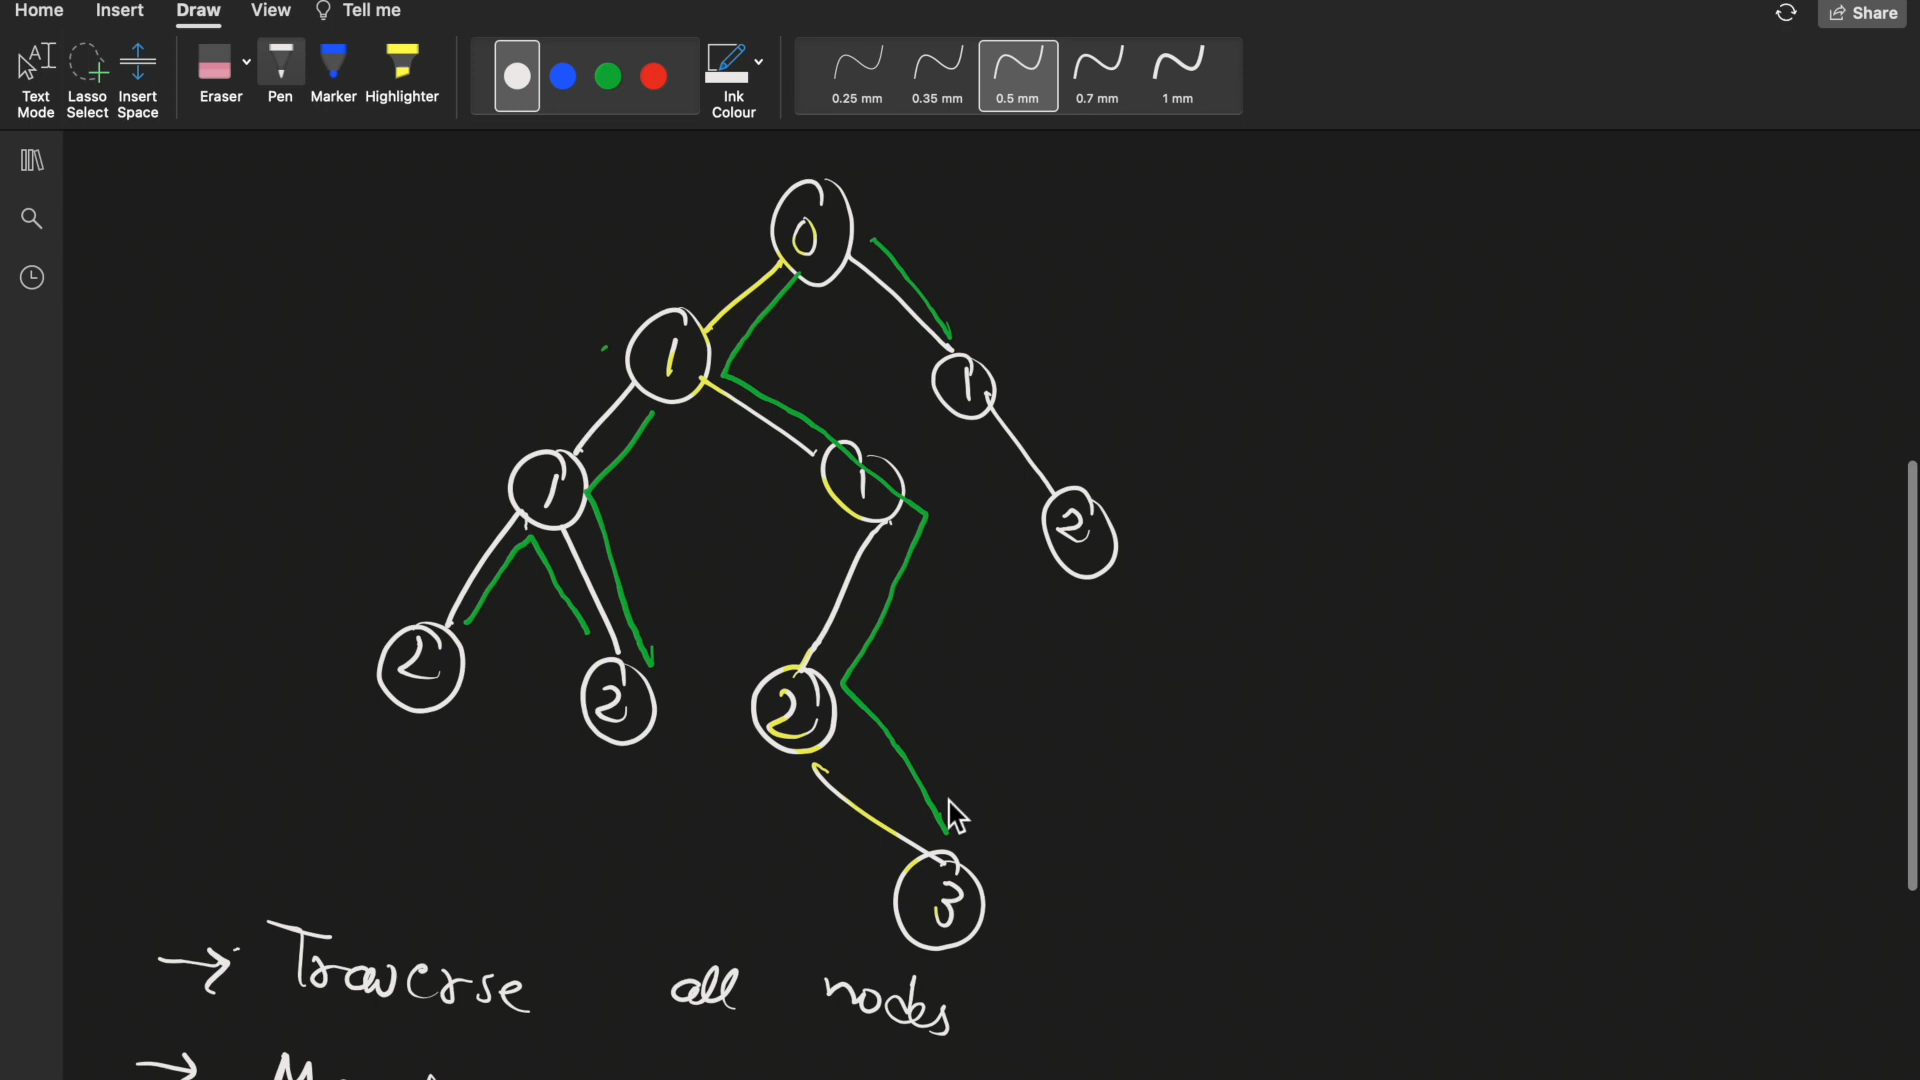 Home Insert Draw View Tell me
Share
Text Mode
Lasso Select
Insert Space
Eraser
Pen
Marker
Highlighter
Ink Colour
0.25 mm
0.35 mm
0.5 mm
0.7 mm
1 mm
0
1
1
1
1
2
2
2
2
3
→ Traverse all nodes
→